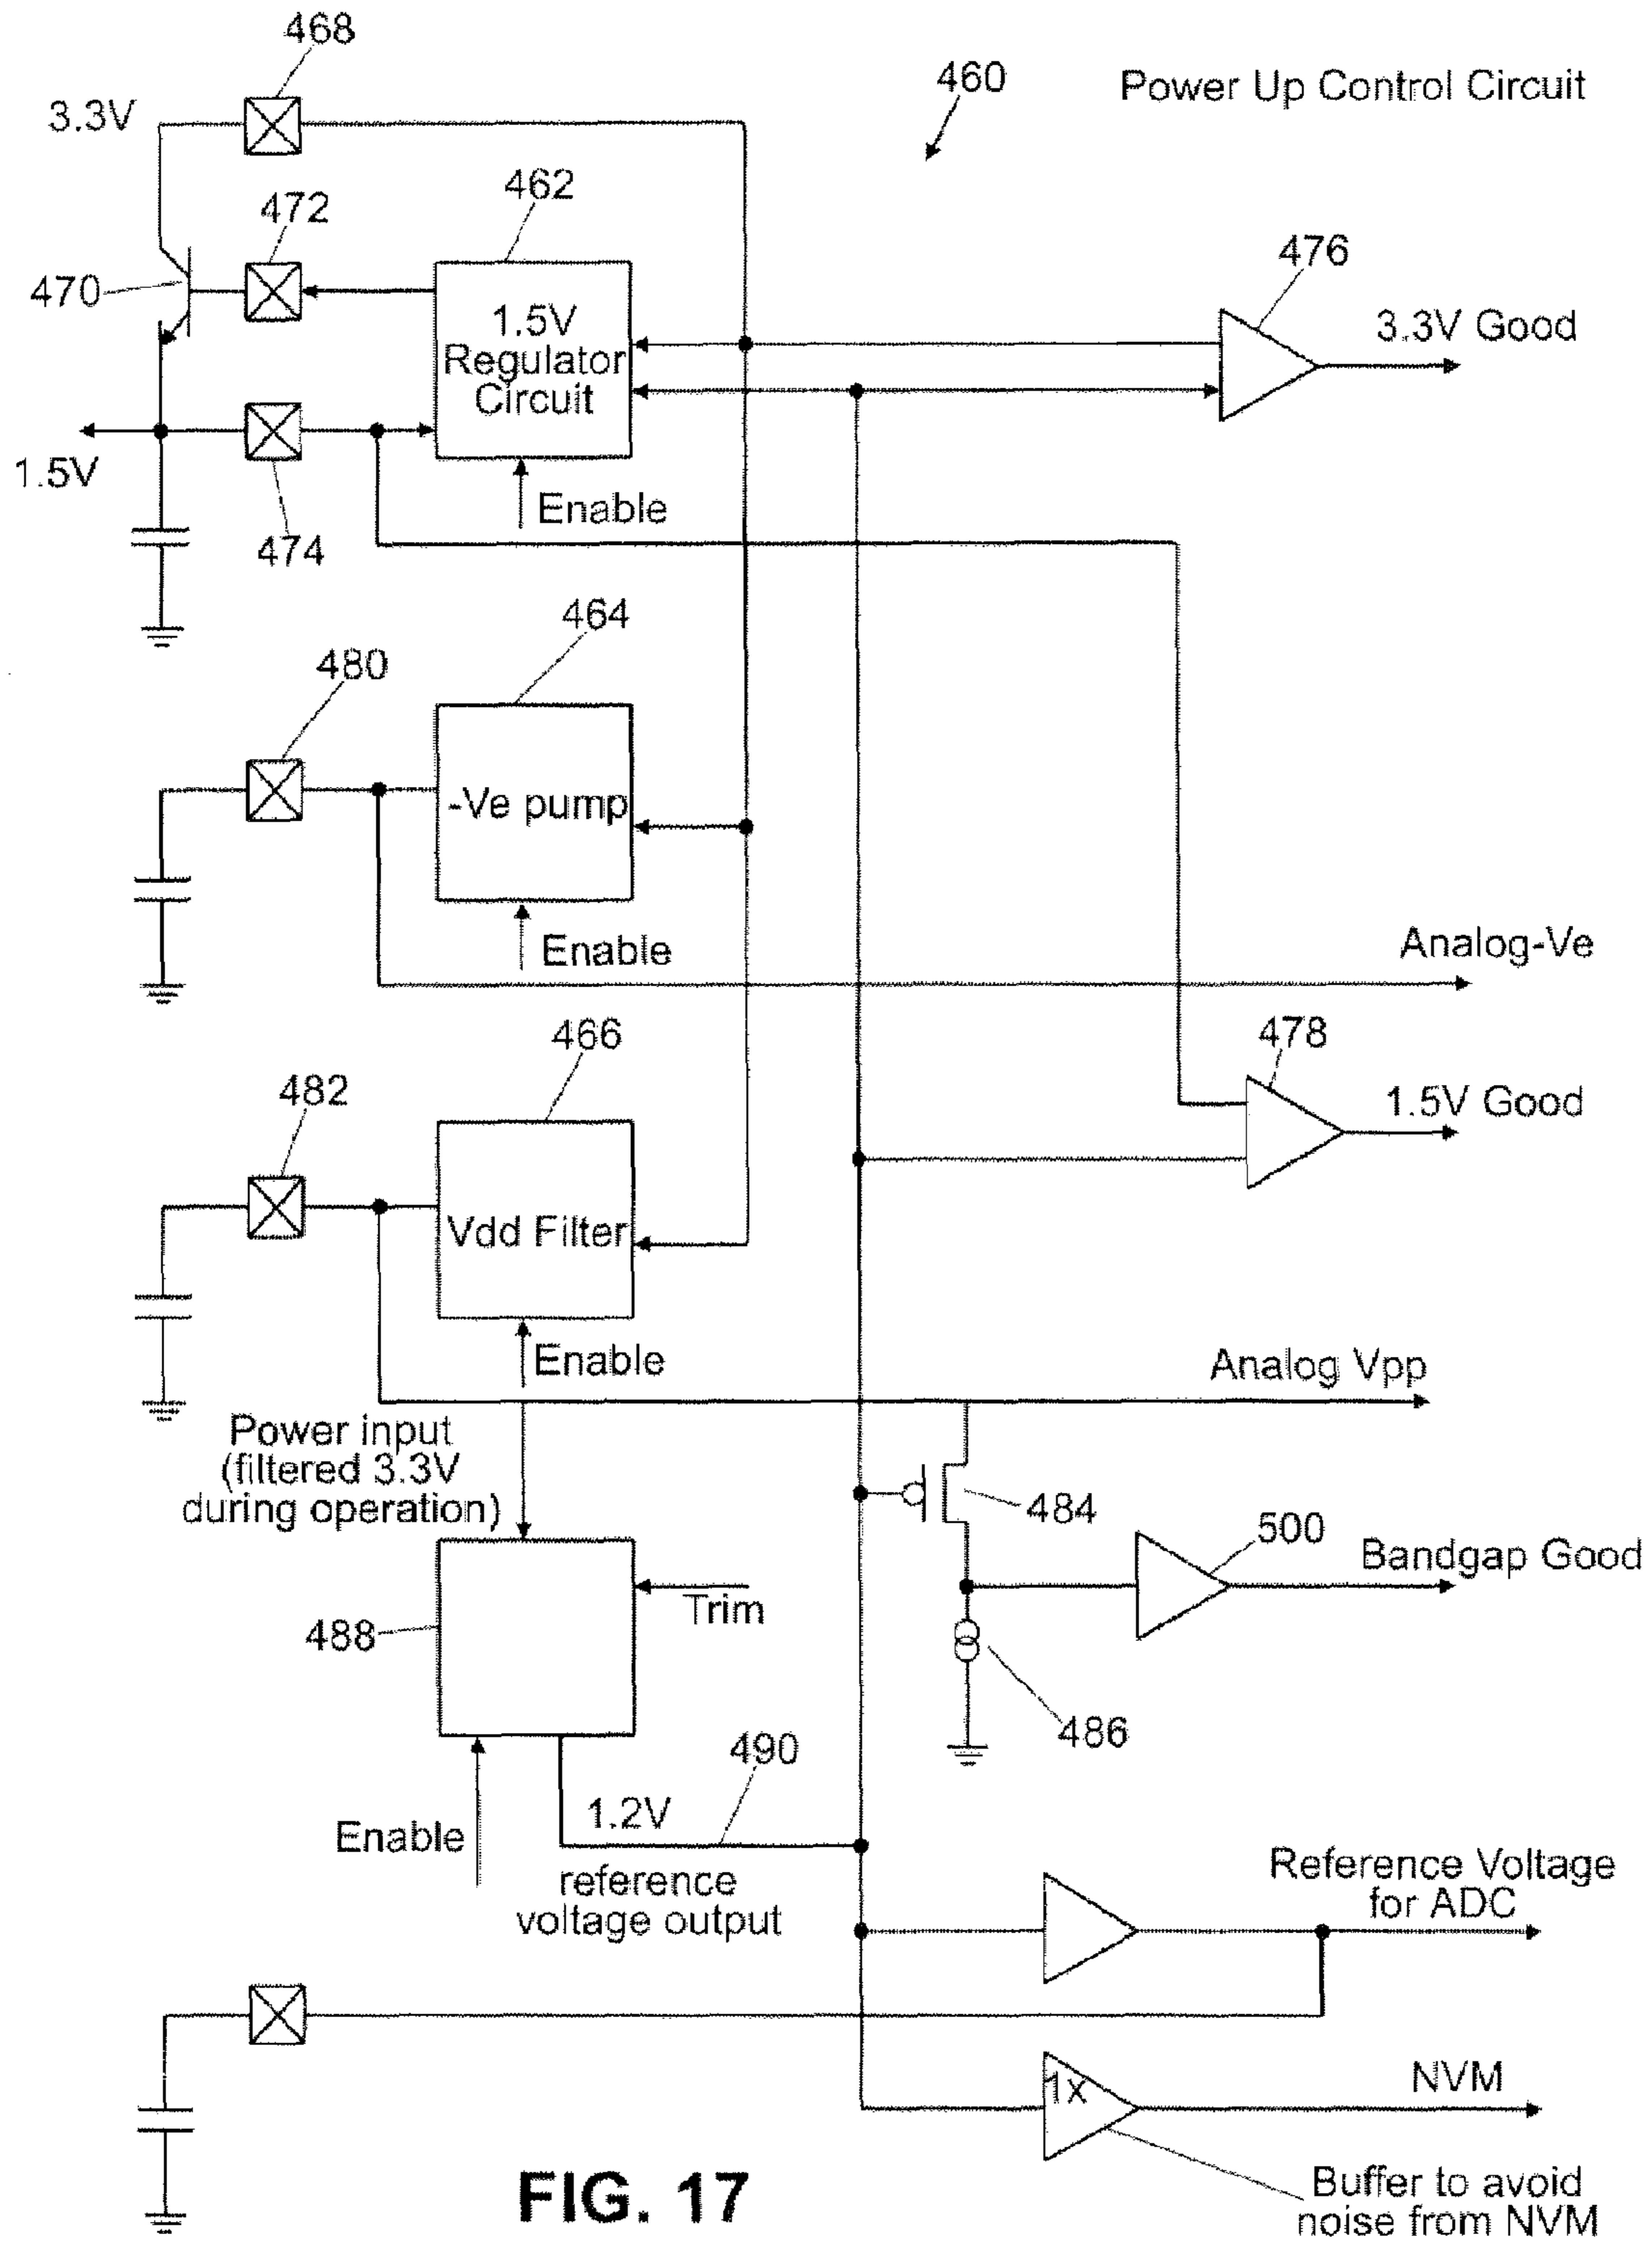 468
460
Power Up Control Circuit
3.3V
462
472
476
470
1.5V
Regulator
Circuit
3.3V Good
1.5V
Enable
474
464
480
-Ve pump
Enable
Analog-Ve
466
478
482
1.5V Good
Vdd Filter
Enable
Analog Vpp
Power input
(filtered 3.3V
during operation)
484
500
Bandgap Good
Trim
488
486
490
1.2V
Enable
reference
voltage output
Reference Voltage
for ADC
1x
NVM
Buffer to avoid
noise from NVM
FIG. 17